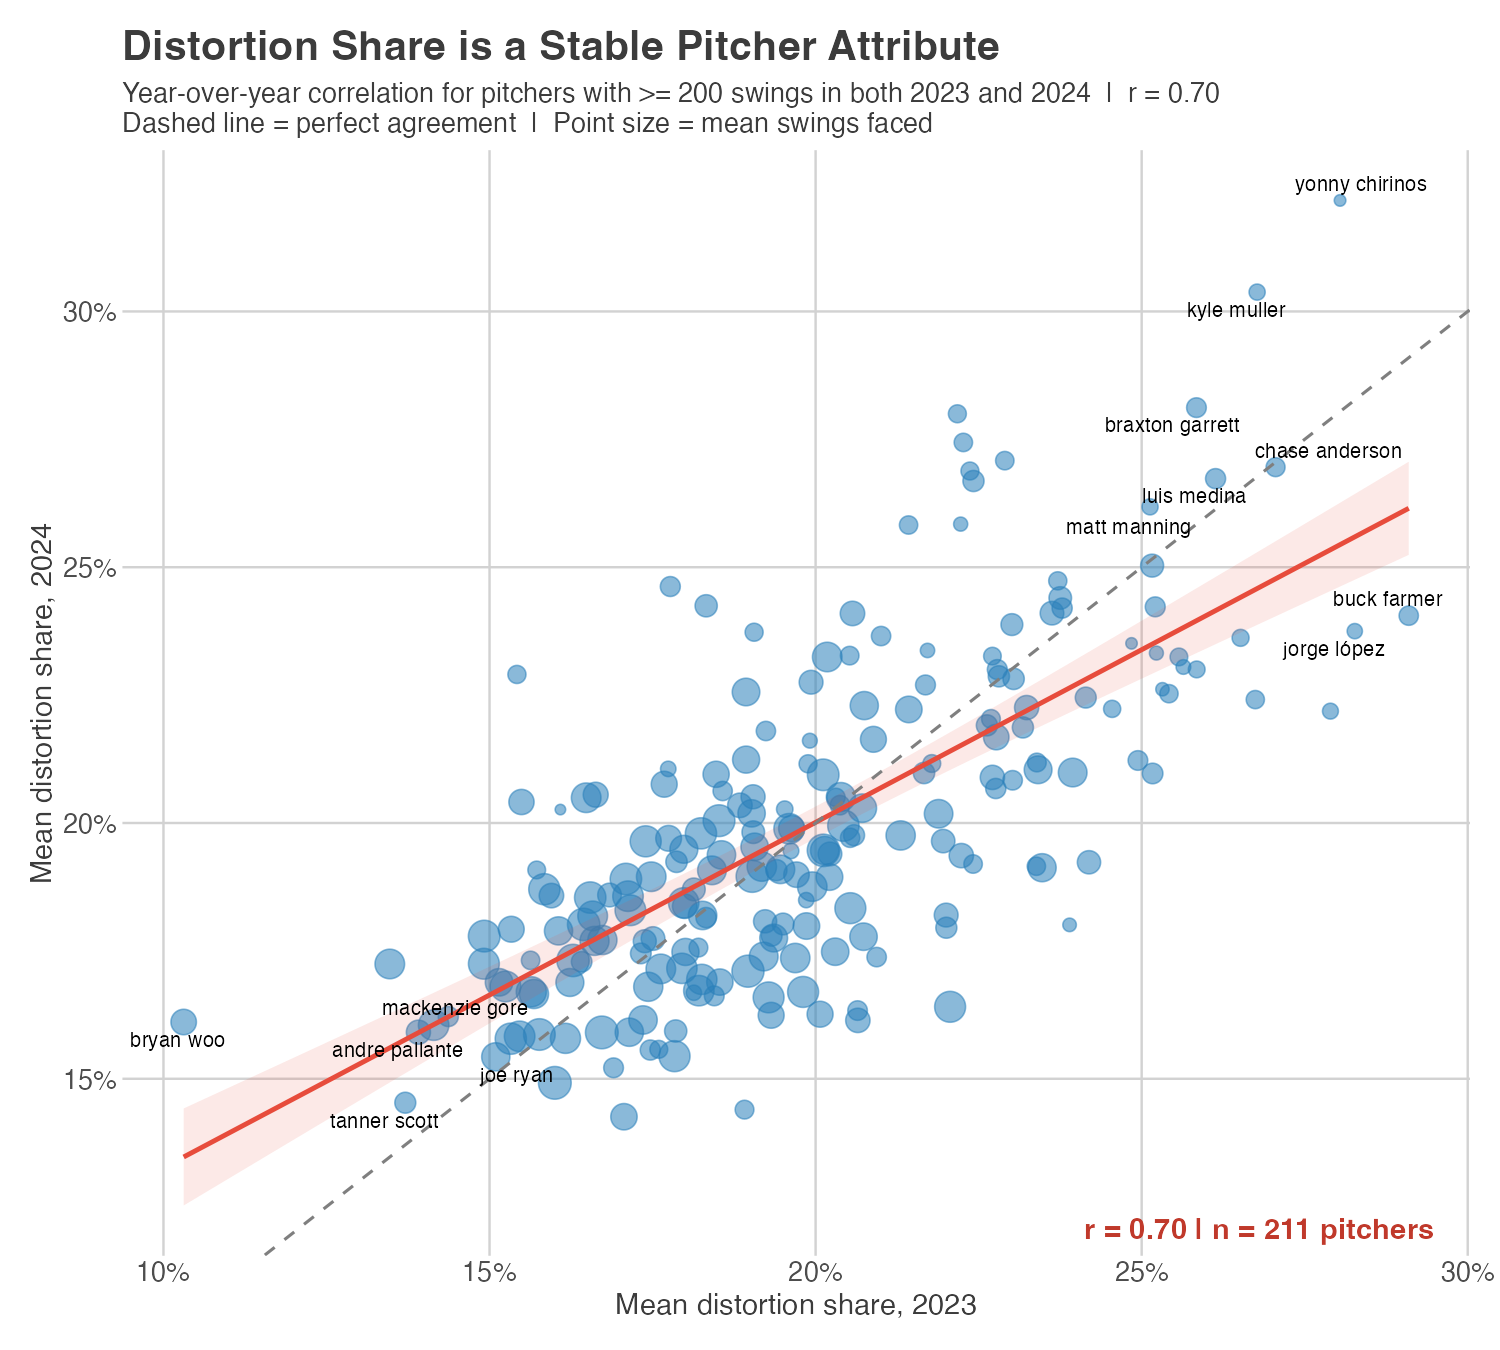 Distortion Share is a Stable Pitcher Attribute
Year-over-year correlation for pitchers with >= 200 swings in both 2023 and 2024 | r = 0.70
Dashed line = perfect agreement | Point size = mean swings faced
yonny chirinos
30%
kyle muller
braxton garrett
chase anderson
luis medina
matt manning
25%
buck farmer
jorge lópez
Mean distortion share, 2024
20%
mackenzie gore
bryan woo
andre pallante
15%
joe ryan
tanner scott
r = 0.70 | n = 211 pitchers
10%
15%
20%
25%
30%
Mean distortion share, 2023